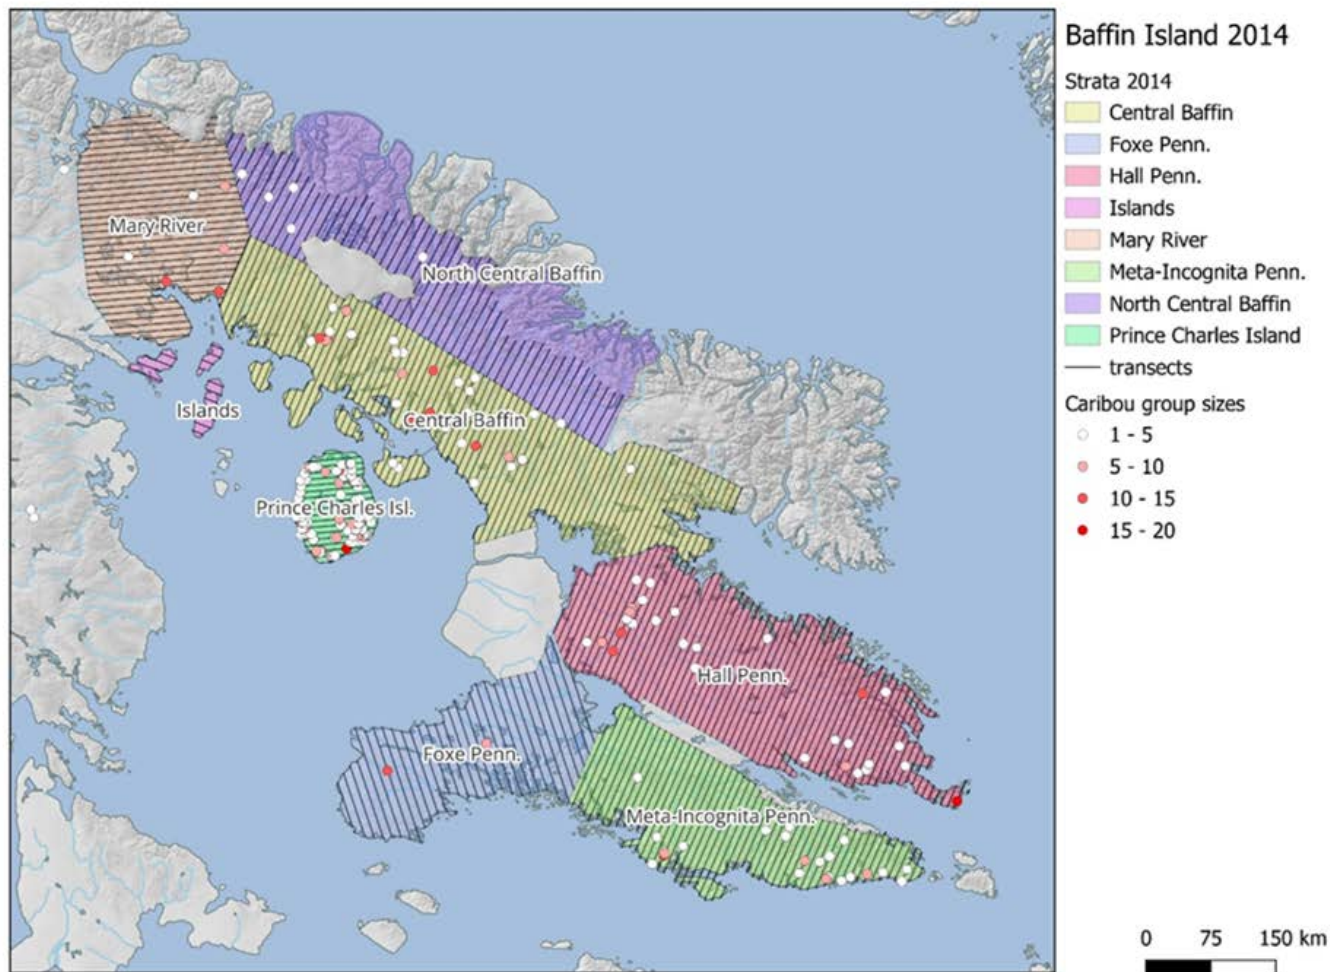 Baffin Island 2014
Strata 2014
Central Baffin
Foxe Penn.
Hall Penn.
Islands
Mary River
Meta-Incognita Penn.
North Central Baffin
Prince Charles Island
transects
Caribou group sizes
1 - 5
5 - 10
10 - 15
15 - 20
0 75 150 km
Mary River
North Central Baffin
Islands
Central Baffin
Prince Charles Isl.
Hall Penn.
Foxe Penn.
Meta-Incognita Penn.